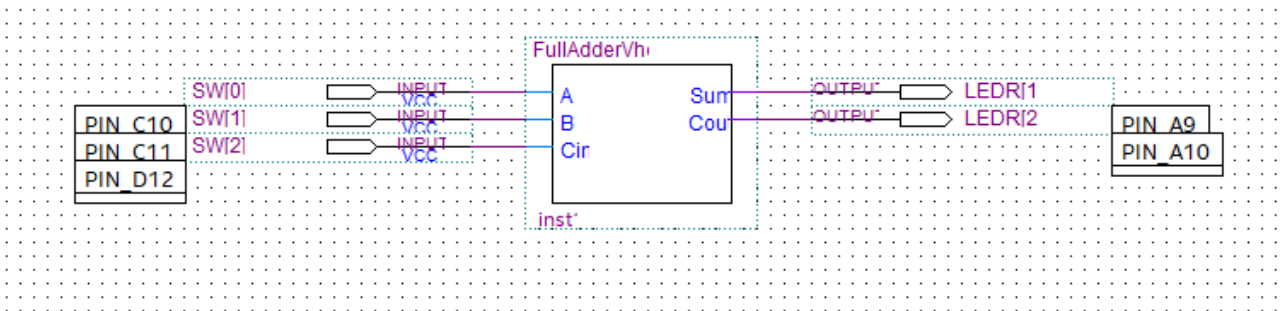 FullAdderVh
SW[0]
INPUT
VCC
A
Sum
OUTPUT
LEDR[1
SW[1]
INPUT
VCC
B
Cou
OUTPUT
LEDR[2
SW[2]
INPUT
VCC
Cin
PIN_C10
PIN_C11
PIN_D12
PIN_A9
PIN_A10
inst